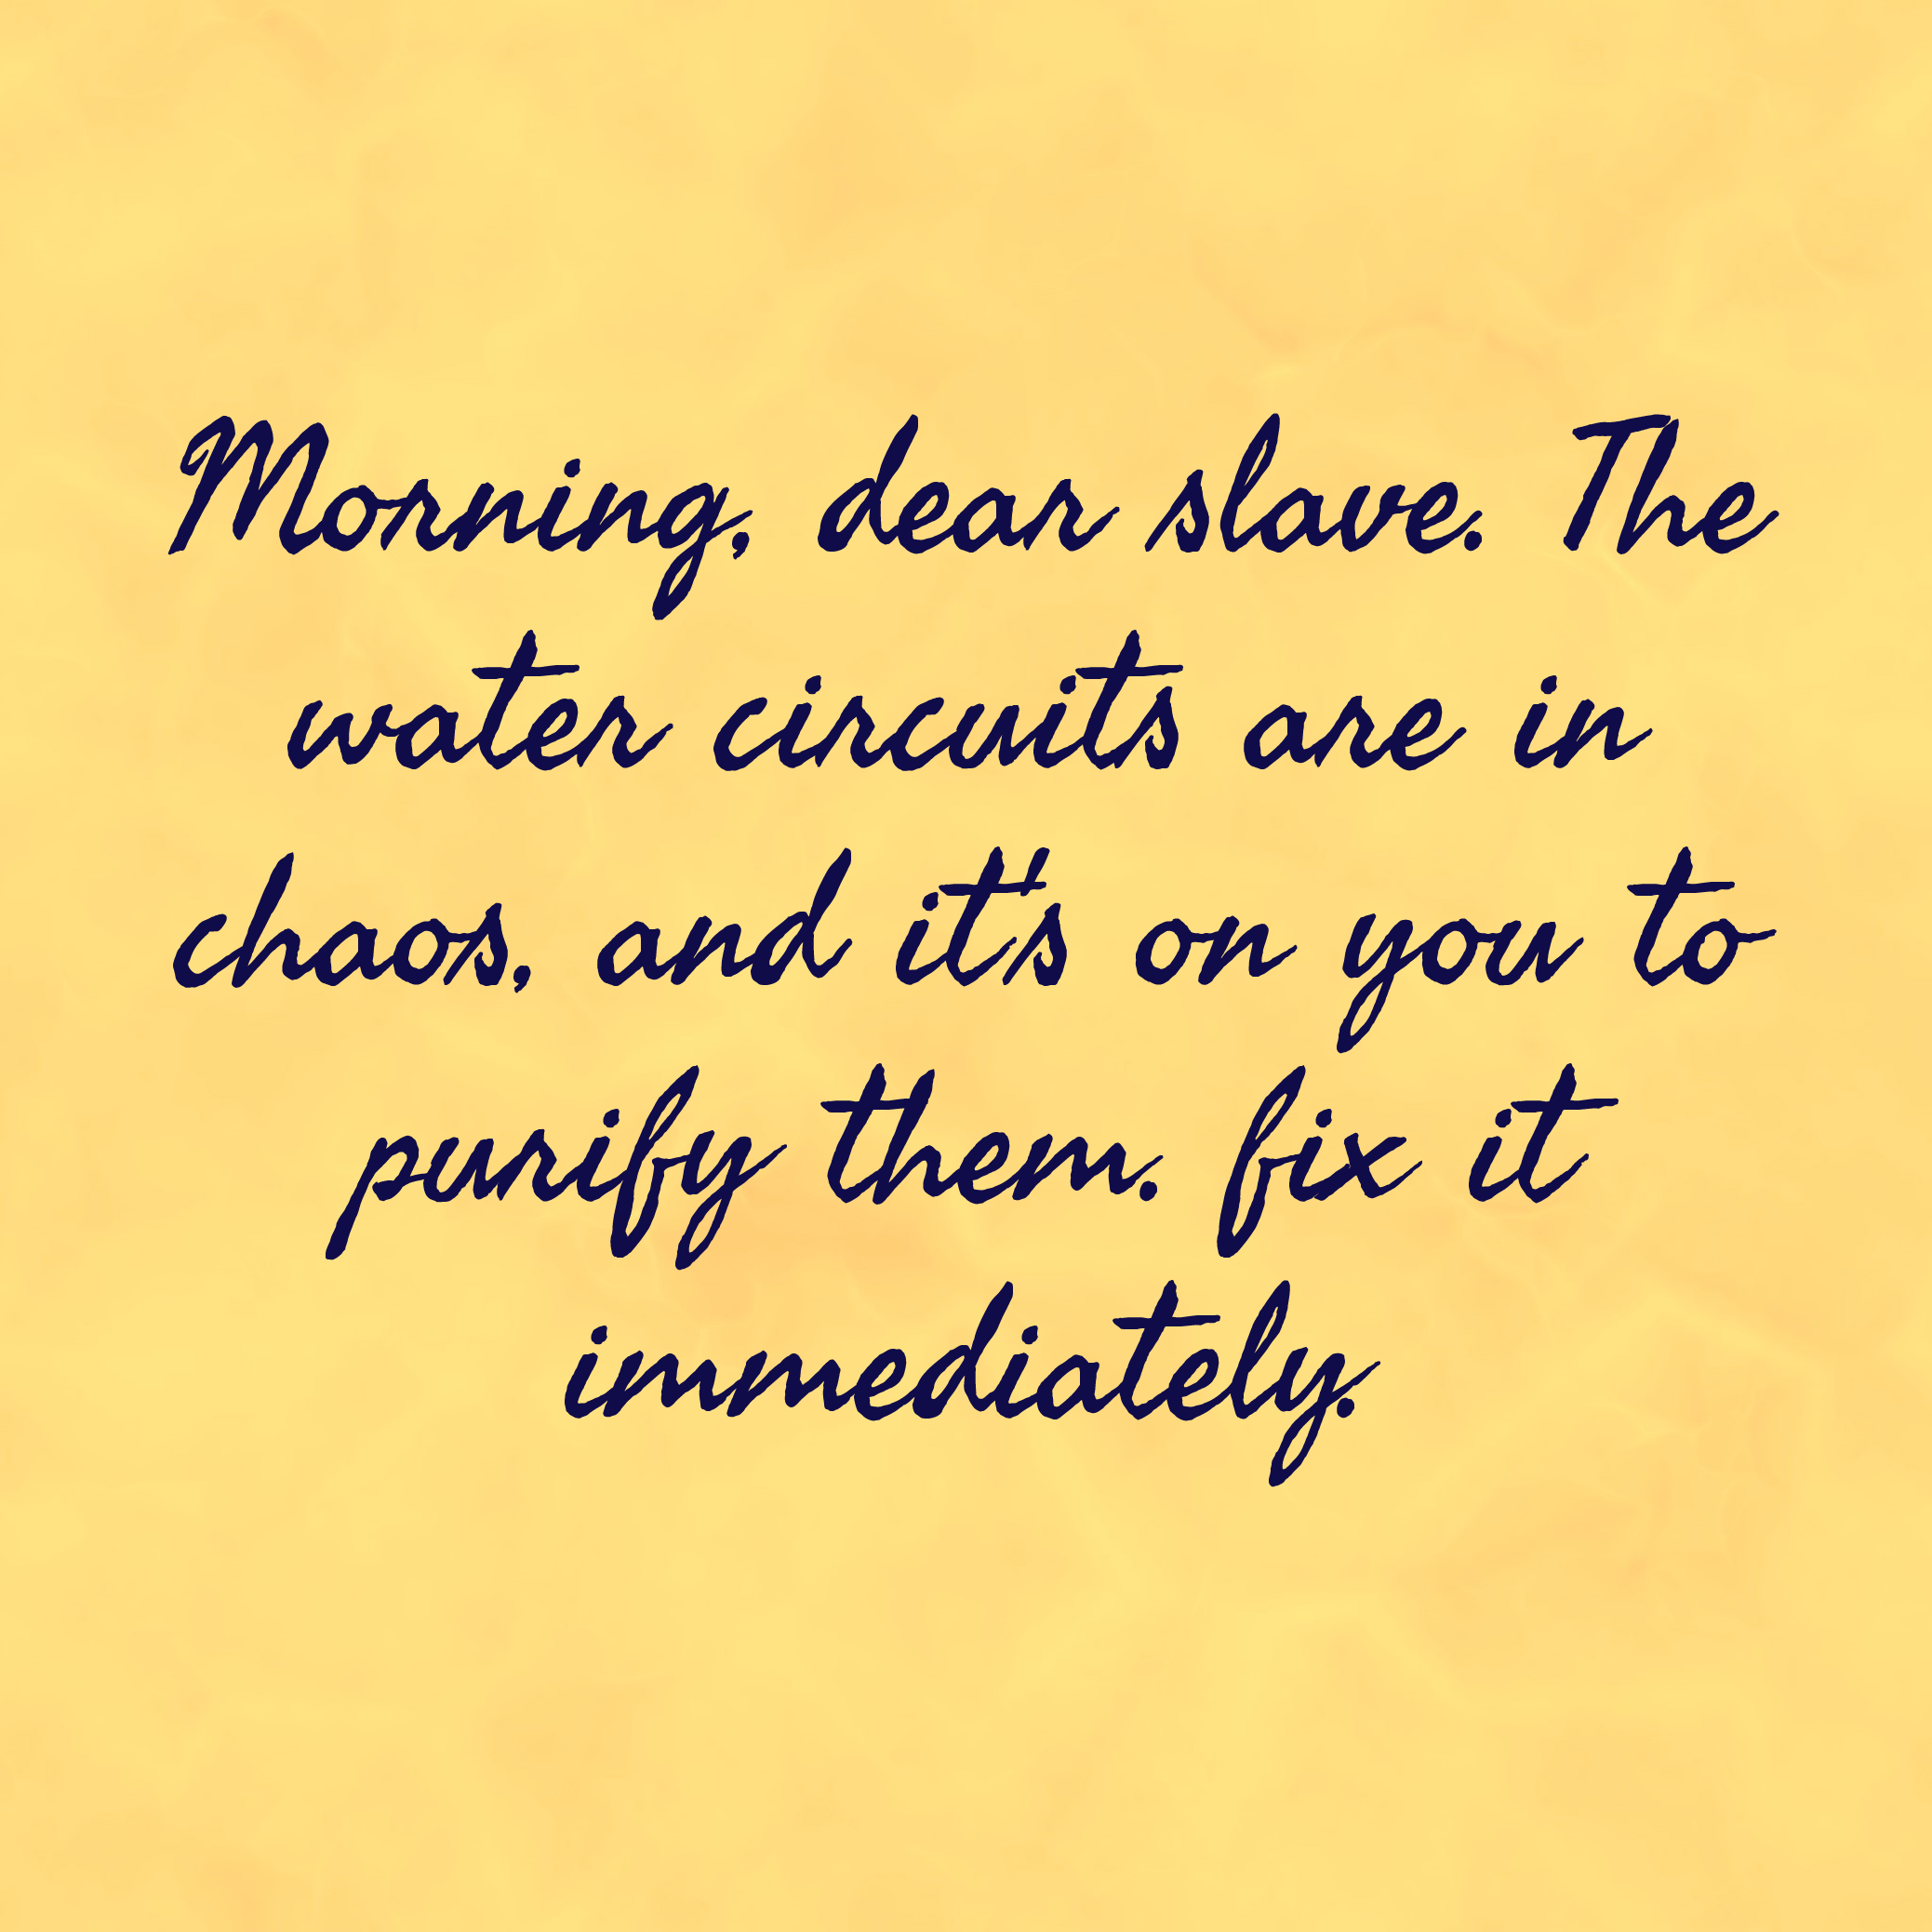 Morning, dear slave. The
water circuits are in
chaos, and it's on you to
purify them. fix it
immediately.